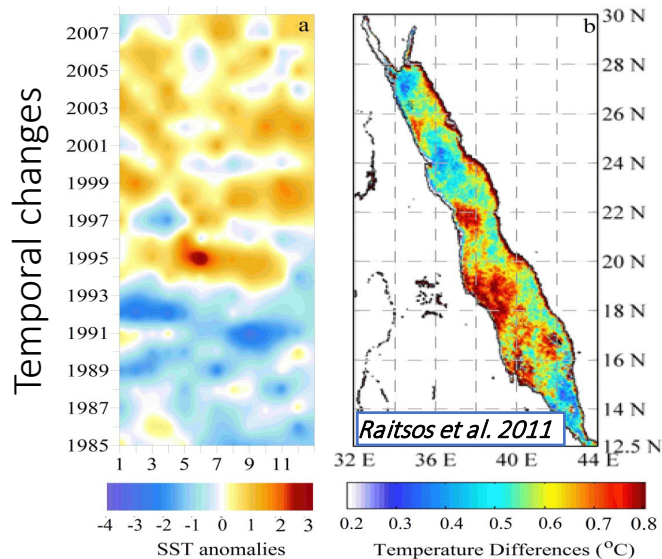 Temporal changes
a
2007
2005
2003
2001
1999
1997
1995
1993
1991
1989
1987
1985
1 3 5 7 9 11
-4 -3 -2 -1 0 1 2 3
SST anomalies
b
30 N
28 N
26 N
24 N
22 N
20 N
18 N
16 N
14 N
12.5 N
Raitsos et al. 2011
32 E 36 E 40 E 44 E
0.2 0.3 0.4 0.5 0.6 0.7 0.8
Temperature Differences (°C)